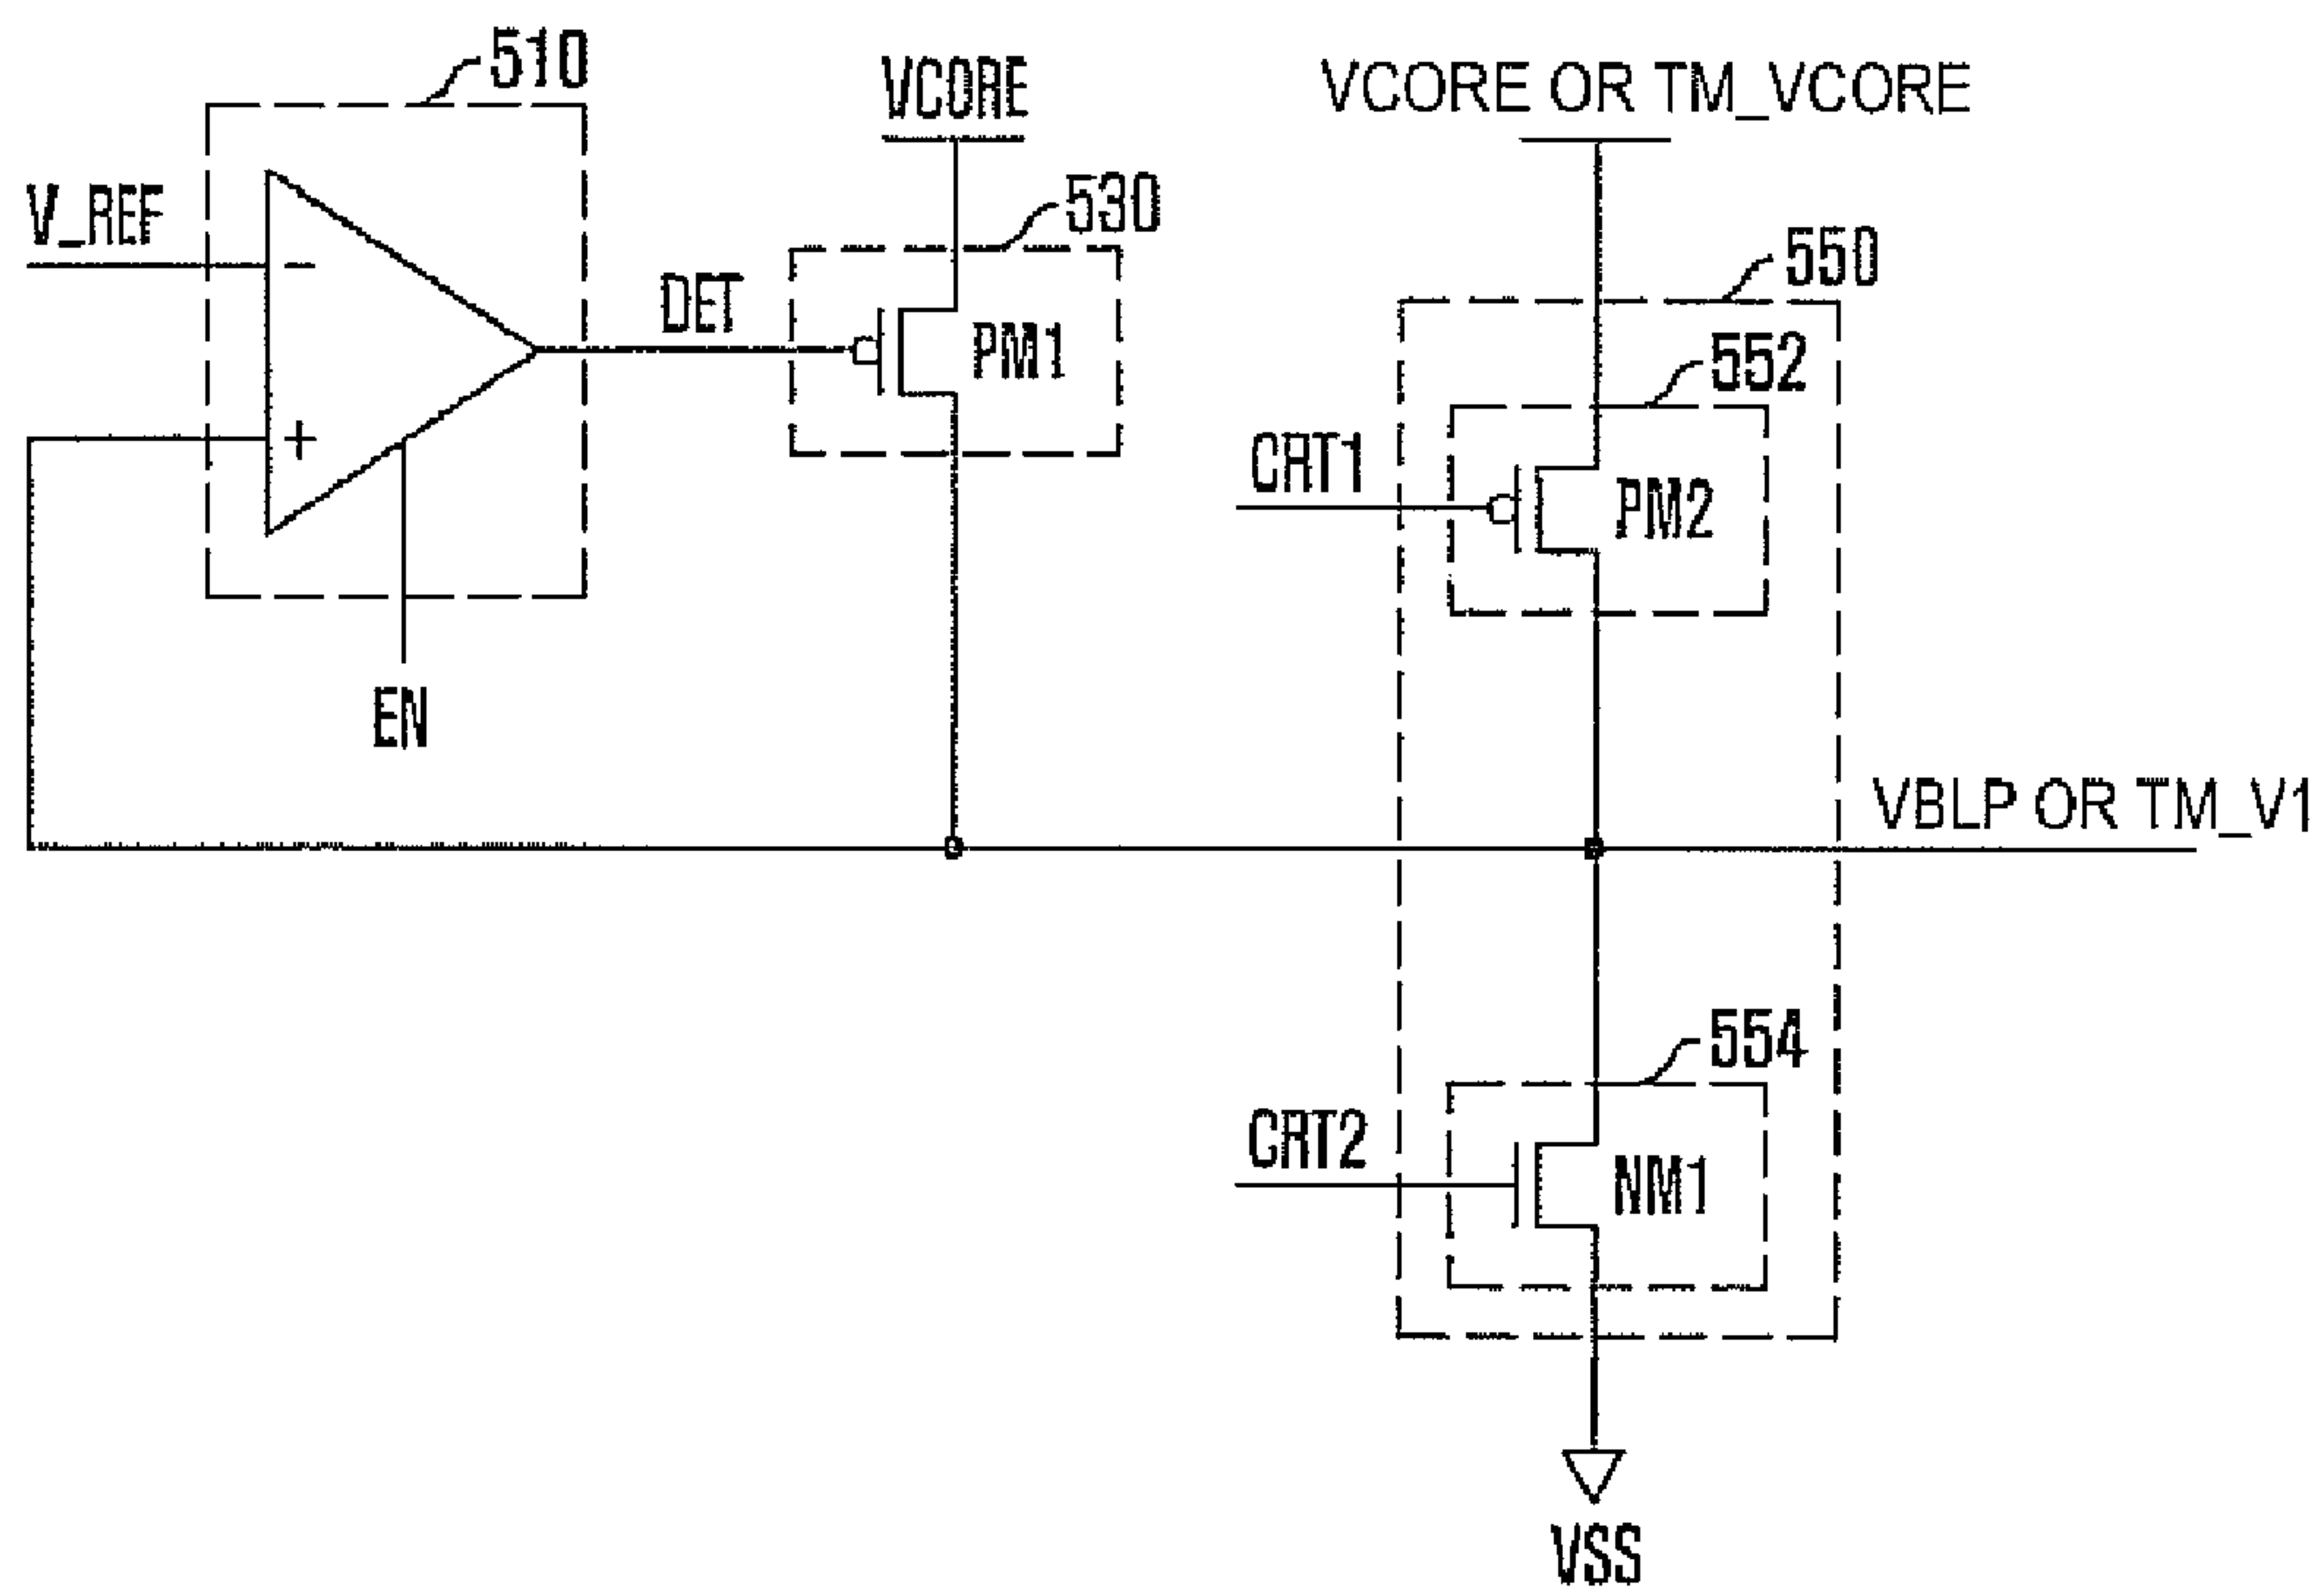 510
VCORE
VCORE OR TM_VCORE
V_REF
-
530
550
DET
PM1
552
+
CRT1
PM2
EN
VBLP OR TM_V1
554
CRT2
NM1
VSS